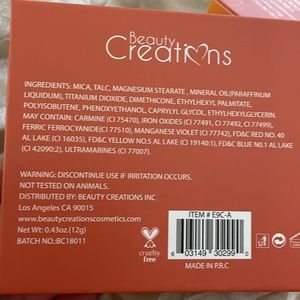 Beauty
Creations
INGREDIENTS: MICA, TALC, MAGNESIUM STEARATE, MINERAL OIL(PARAFFINUM
LIQUIDUM), TITANIUM DIOXIDE, DIMETHICONE, ETHYLHEXYL PALMITATE,
POLYISOBUTENE, PHENOXYETHANOL, CAPRYLYL GLYCOL, ETHYLHEXYLGLYCERIN.
MAY CONTAIN: CARMINE (CI 75470), IRON OXIDES (CI 77491, CI 77492, CI 77499),
FERRIC FERROCYANIDE(CI 77510), MANGANESE VIOLET (CI 77742), FD&C RED NO. 40
AL LAKE (CI 16035), FD&C YELLOW NO.5 AL LAKE (CI 19140:1), FD&C BLUE N0.1 AL LAKE
(CI 42090:2), ULTRAMARINES (CI 77007).
WARNING: DISCONTINUE USE IF IRRITATION OCCURS.
NOT TESTED ON ANIMALS.
DISTRIBUTED BY: BEAUTY CREATIONS INC
Los Angeles CA 90015
www.beautycreationscosmetics.com
Net Wt. 0.43oz (12g)
BATCH NO.:BC18011
cruelty
free
ITEM # E9C-A
6 03149 30299 0
MADE IN P.R.C